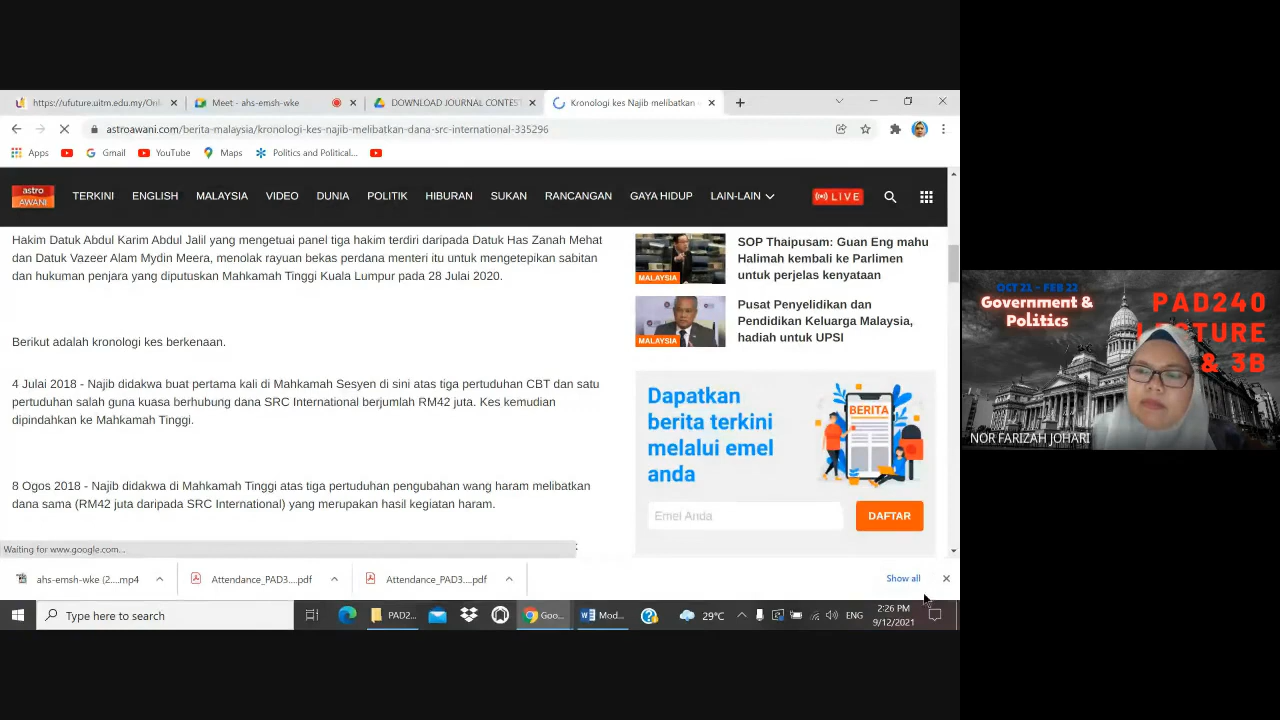 https://ufuture.uitm.edu.my/Onl
Meet - ahs-emsh-wke
DOWNLOAD JOURNAL CONTEST
Kronologi kes Najib melibatkan
astroawani.com/berita-malaysia/kronologi-kes-najib-melibatkan-dana-src-international-335296
Apps
Gmail
YouTube
Maps
Politics and Political...
astro
AWANI
TERKINI
ENGLISH
MALAYSIA
VIDEO
DUNIA
POLITIK
HIBURAN
SUKAN
RANCANGAN
GAYA HIDUP
LAIN-LAIN
LIVE
Hakim Datuk Abdul Karim Abdul Jalil yang mengetuai panel tiga hakim terdiri daripada Datuk Has Zanah Mehat
dan Datuk Vazeer Alam Mydin Meera, menolak rayuan bekas perdana menteri itu untuk mengetepikan sabitan
dan hukuman penjara yang diputuskan Mahkamah Tinggi Kuala Lumpur pada 28 Julai 2020.
Berikut adalah kronologi kes berkenaan.
4 Julai 2018 - Najib didakwa buat pertama kali di Mahkamah Sesyen di sini atas tiga pertuduhan CBT dan satu
pertuduhan salah guna kuasa berhubung dana SRC International berjumlah RM42 juta. Kes kemudian
dipindahkan ke Mahkamah Tinggi.
8 Ogos 2018 - Najib didakwa di Mahkamah Tinggi atas tiga pertuduhan pengubahan wang haram melibatkan
dana sama (RM42 juta daripada SRC International) yang merupakan hasil kegiatan haram.
MALAYSIA
SOP Thaipusam: Guan Eng mahu
Halimah kembali ke Parlimen
untuk perjelas kenyataan
MALAYSIA
Pusat Penyelidikan dan
Pendidikan Keluarga Malaysia,
hadiah untuk UPSI
Dapatkan
berita terkini
melalui emel
anda
BERITA
Emel Anda
DAFTAR
Waiting for www.google.com...
ahs-emsh-wke (2....mp4
Attendance_PAD3....pdf
Attendance_PAD3....pdf
Show all
Type here to search
PAD2...
Goo...
Mod...
29°C
ENG
2:26 PM
9/12/2021
OCT 21 - FEB 22
Government &
Politics
PAD240
LECTURE
& 3B
NOR FARIZAH JOHARI